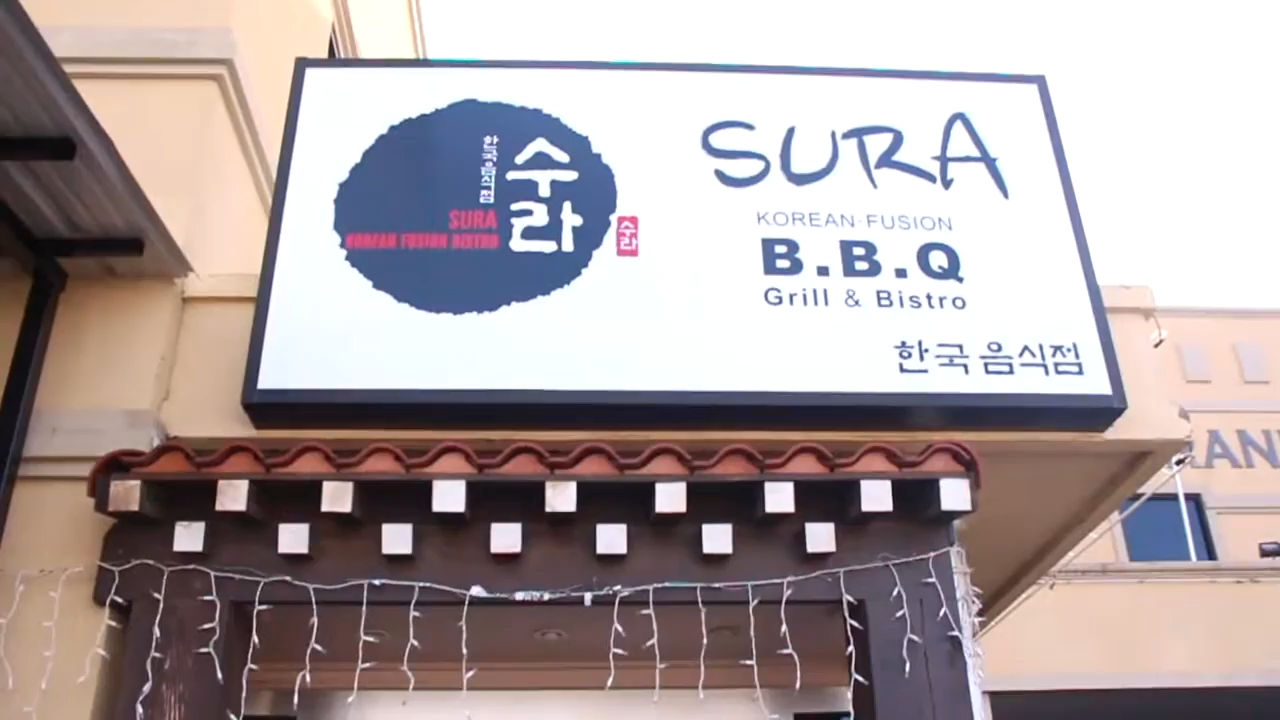 한국음식점
수라
SURA
KOREAN FUSION BISTRO
수라
SURA
KOREAN-FUSION
B.B.Q
Grill & Bistro
한국 음식점